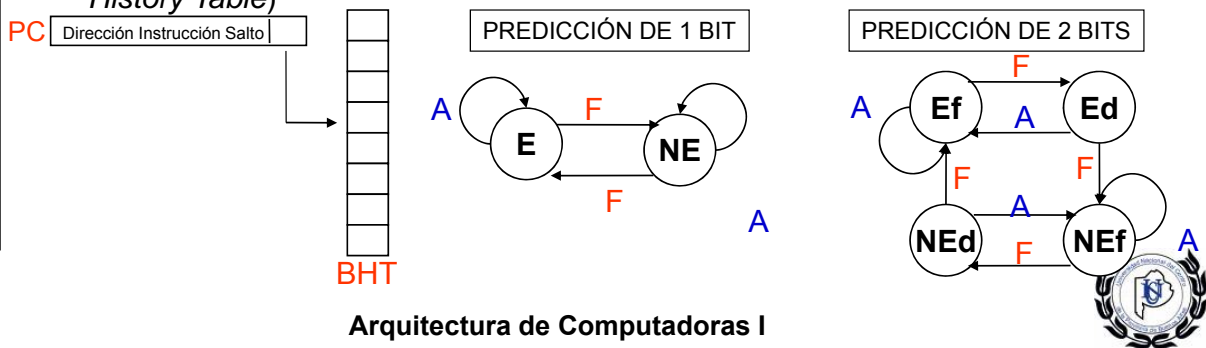 History Table)
PC Dirección Instrucción Salto
BHT
PREDICCIÓN DE 1 BIT
A
E
F
NE
F
A
PREDICCIÓN DE 2 BITS
F
A
Ef
A
Ed
F
F
A
NEd
F
NEf
A
Arquitectura de Computadoras I